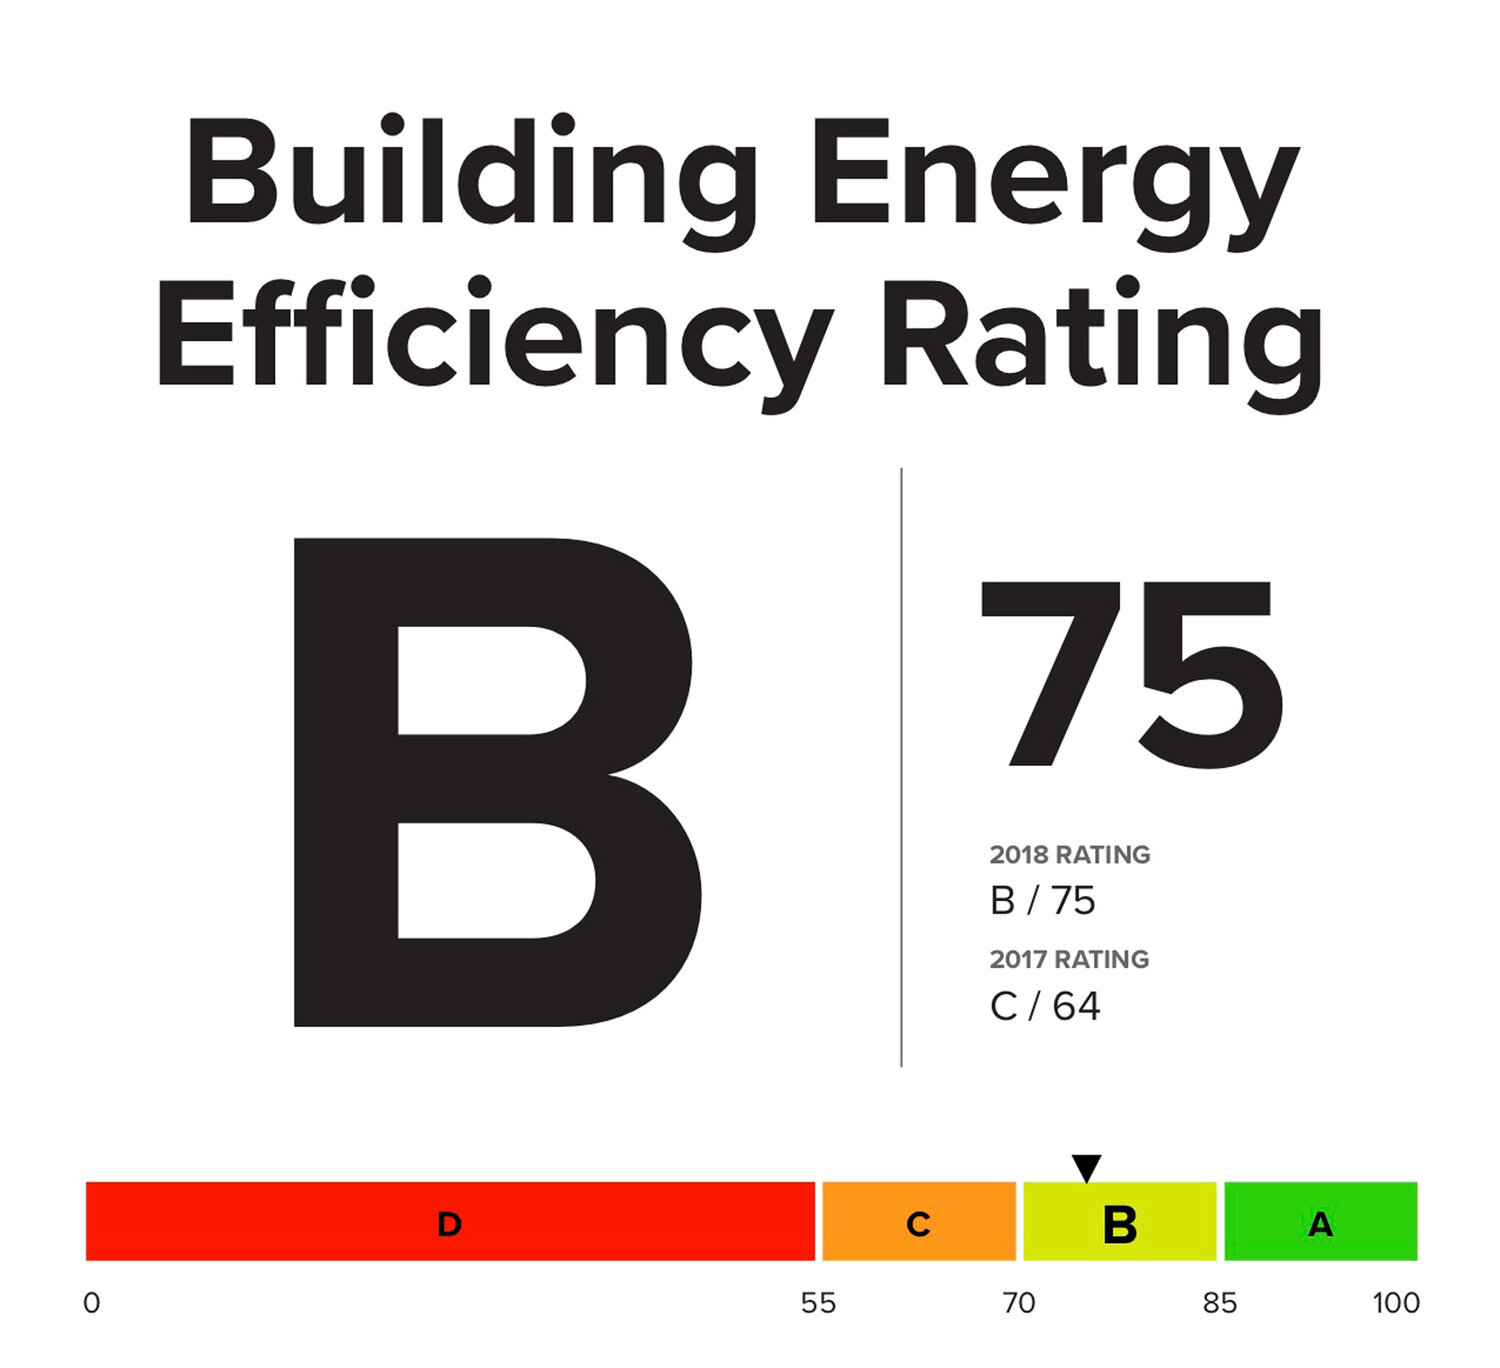 Building Energy
Efficiency Rating
B
75
2018 RATING
B / 75
2017 RATING
C / 64
D C B A
0 55 70 85 100